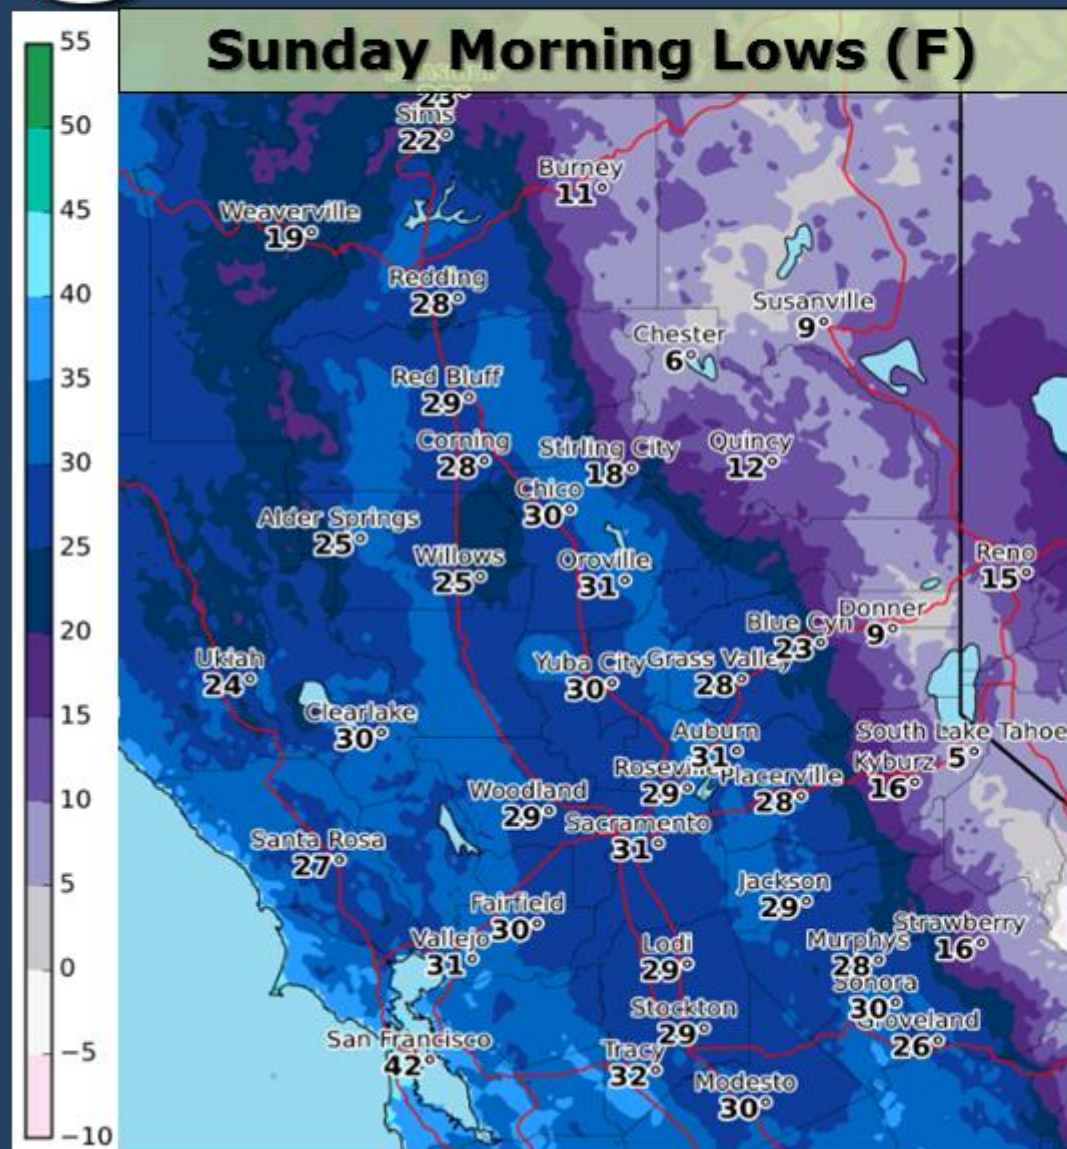 Sunday Morning Lows (F)
55
50
45
40
35
30
25
20
15
10
5
0
−5
−10
23°
Sims
22°
Burney
11°
Weaverville
19°
Redding
28°
Susanville
9°
Chester
6°
Red Bluff
29°
Corning
28°
Stirling City
18°
Quincy
12°
Chico
30°
Alder Springs
25°
Willows
25°
Oroville
31°
Reno
15°
Donner
9°
Blue Cyn
23°
Ukiah
24°
Yuba City
30°
Grass Valley
28°
Clearlake
30°
Auburn
31°
South Lake Tahoe
5°
Roseville
29°
Placerville
28°
Kyburz
16°
Woodland
29°
Sacramento
31°
Santa Rosa
27°
Jackson
29°
Fairfield
30°
Strawberry
16°
Vallejo
31°
Lodi
29°
Murphys
28°
Sonora
30°
Stockton
29°
Groveland
26°
San Francisco
42°
Tracy
32°
Modesto
30°